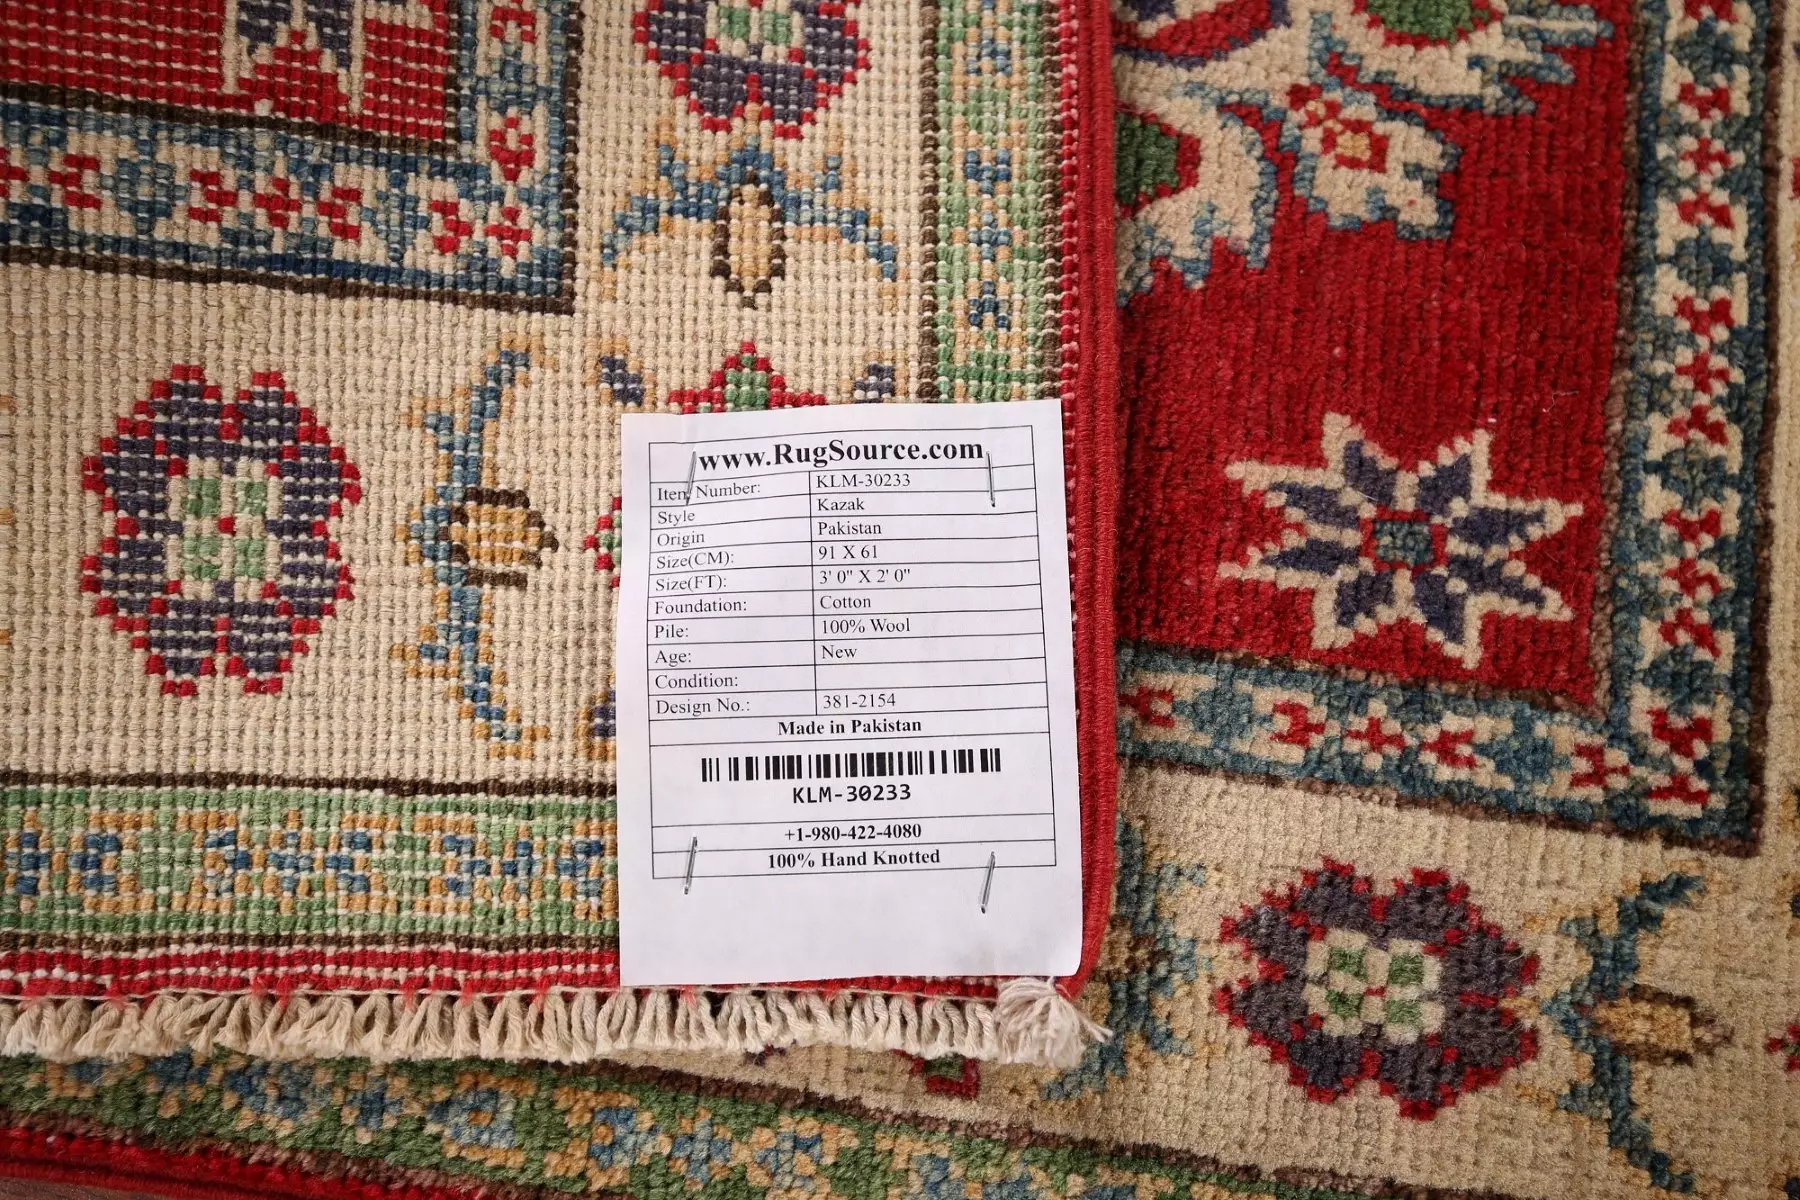 www.RugSource.com
Item Number: KLM-30233
Style Kazak
Origin Pakistan
Size(CM): 91 X 61
Size(FT): 3' 0" X 2' 0"
Foundation: Cotton
Pile: 100% Wool
Age: New
Condition:
Design No.: 381-2154
Made in Pakistan
KLM-30233
+1-980-422-4080
100% Hand Knotted